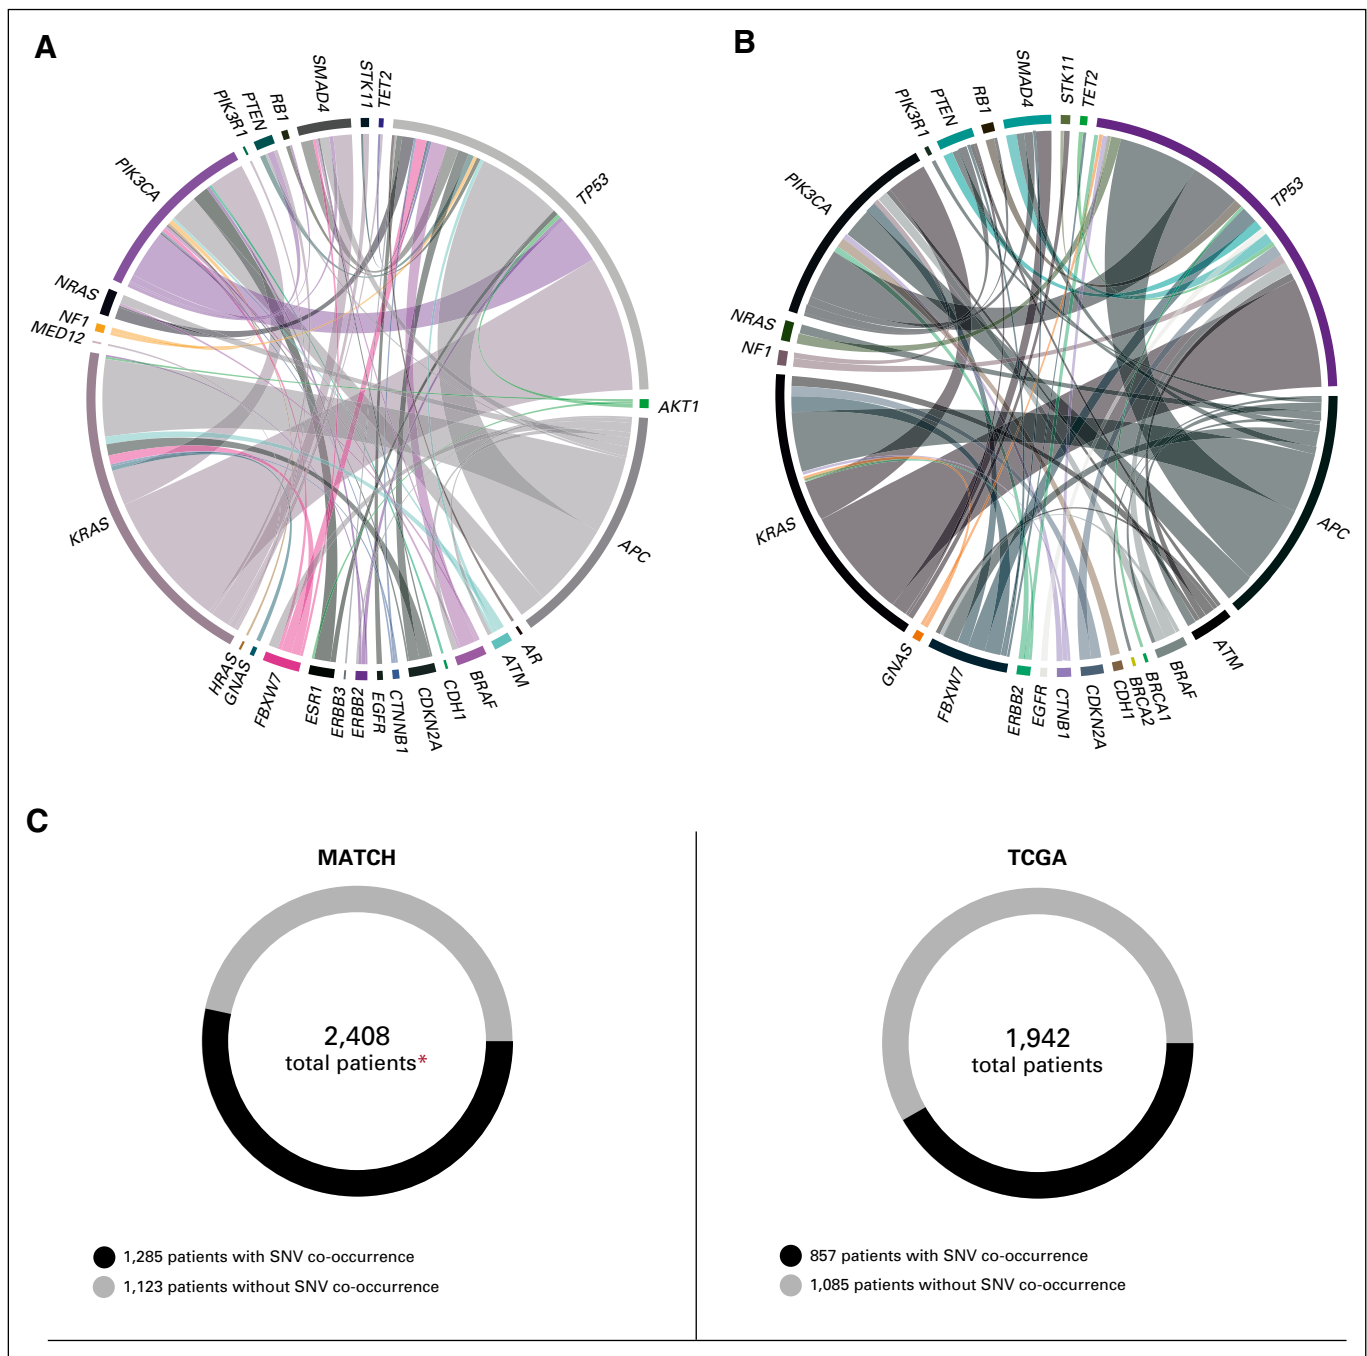 A
PIK3R1
PTEN
RB1
SMAD4
STK11
TET2
TP53
PIK3CA
NRAS
NF1
MED12
AKT1
KRAS
APC
HRAS
GNAS
FBXW7
ESR1
ERBB3
ERBB2
EGFR
CTNNB1
CDKN2A
CDH1
BRAF
ATM
AR
B
PIK3R1
PTEN
RB1
SMAD4
STK11
TET2
TP53
PIK3CA
NRAS
NF1
KRAS
APC
GNAS
FBXW7
ERBB2
EGFR
CTNB1
CDKN2A
CDH1
BRCA2
BRCA1
BRAF
ATM
C
MATCH
2,408
total patients*
1,285 patients with SNV co-occurrence
1,123 patients without SNV co-occurrence
TCGA
1,942
total patients
857 patients with SNV co-occurrence
1,085 patients without SNV co-occurrence